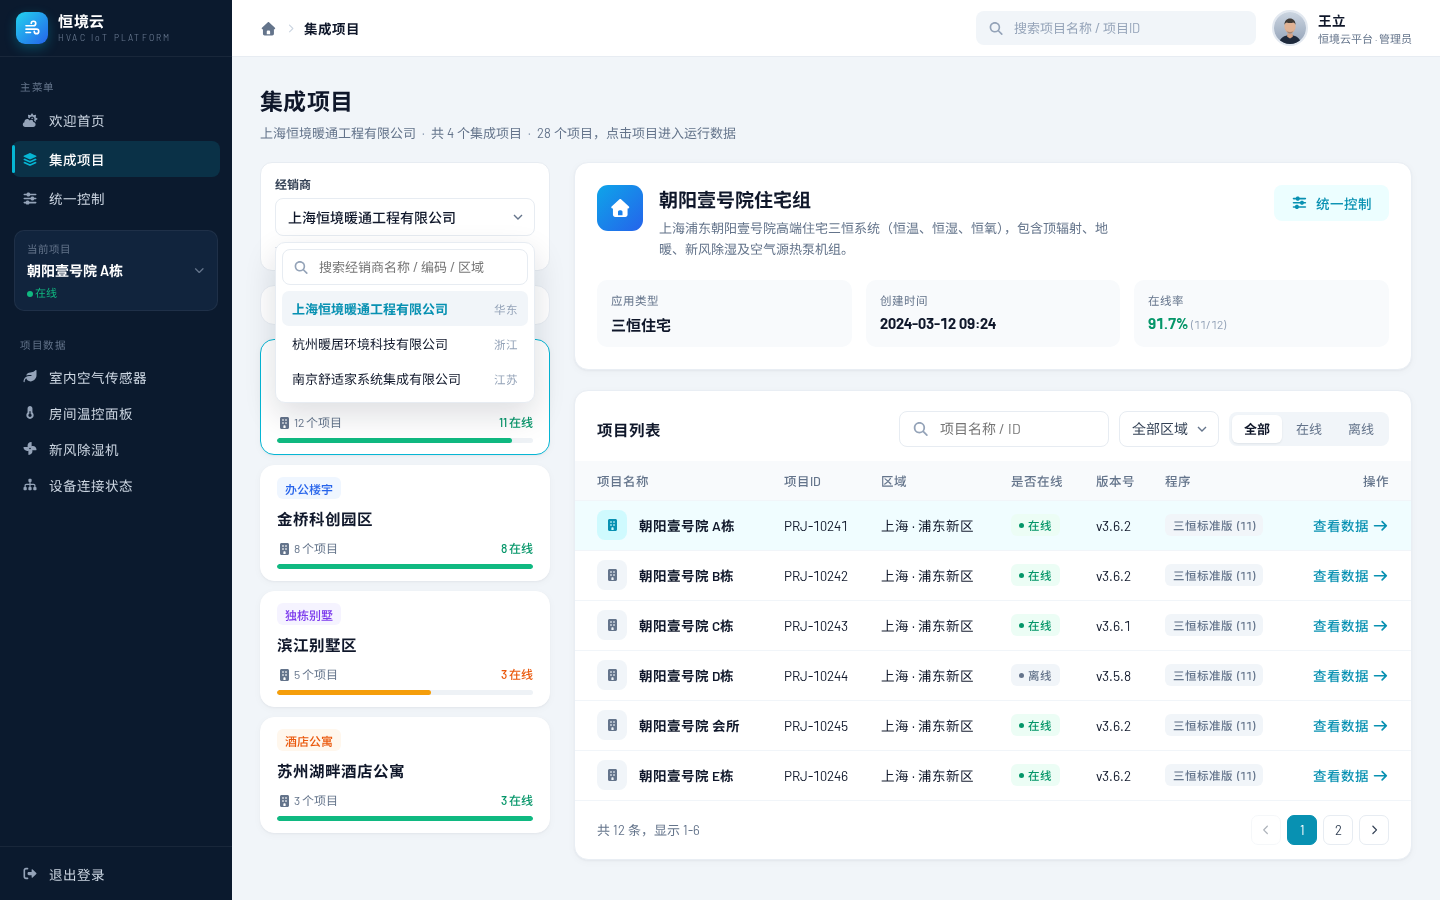 恒境云
HVAC IoT PLATFORM
主菜单
欢迎首页
集成项目
统一控制
当前项目
朝阳壹号院 A栋
在线
项目数据
室内空气传感器
房间温控面板
新风除湿机
设备连接状态
退出登录
集成项目
搜索项目名称 / 项目ID
王立
恒境云平台 · 管理员
集成项目
上海恒境暖通工程有限公司 · 共 4 个集成项目 · 28 个项目，点击项目进入运行数据
经销商
上海恒境暖通工程有限公司
搜索经销商名称 / 编码 / 区域
上海恒境暖通工程有限公司 华东
杭州暖居环境科技有限公司 浙江
南京舒适家系统集成有限公司 江苏
12 个项目 11 在线
办公楼宇
金桥科创园区
8 个项目 8 在线
独栋别墅
滨江别墅区
5 个项目 3 在线
酒店公寓
苏州湖畔酒店公寓
3 个项目 3 在线
朝阳壹号院住宅组
上海浦东朝阳壹号院高端住宅三恒系统（恒温、恒湿、恒氧），包含顶辐射、地
暖、新风除湿及空气源热泵机组。
统一控制
应用类型
三恒住宅
创建时间
2024-03-12 09:24
在线率
91.7% (11/12)
项目列表
项目名称 / ID
全部区域
全部 在线 离线
项目名称 项目ID 区域 是否在线 版本号 程序 操作
朝阳壹号院 A栋 PRJ-10241 上海 · 浦东新区 在线 v3.6.2 三恒标准版 (11) 查看数据
朝阳壹号院 B栋 PRJ-10242 上海 · 浦东新区 在线 v3.6.2 三恒标准版 (11) 查看数据
朝阳壹号院 C栋 PRJ-10243 上海 · 浦东新区 在线 v3.6.1 三恒标准版 (11) 查看数据
朝阳壹号院 D栋 PRJ-10244 上海 · 浦东新区 离线 v3.5.8 三恒标准版 (11) 查看数据
朝阳壹号院 会所 PRJ-10245 上海 · 浦东新区 在线 v3.6.2 三恒标准版 (11) 查看数据
朝阳壹号院 E栋 PRJ-10246 上海 · 浦东新区 在线 v3.6.2 三恒标准版 (11) 查看数据
共 12 条，显示 1-6
1 2